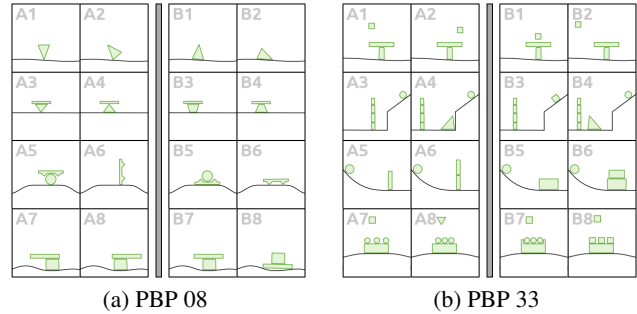 A1 A2 B1 B2 A1 A2 B1 B2
A3 A4 B3 B4 A3 A4 B3 B4
A5 A6 B5 B6 A5 A6 B5 B6
A7 A8 B7 B8 A7 A8 B7 B8
(a) PBP 08 (b) PBP 33